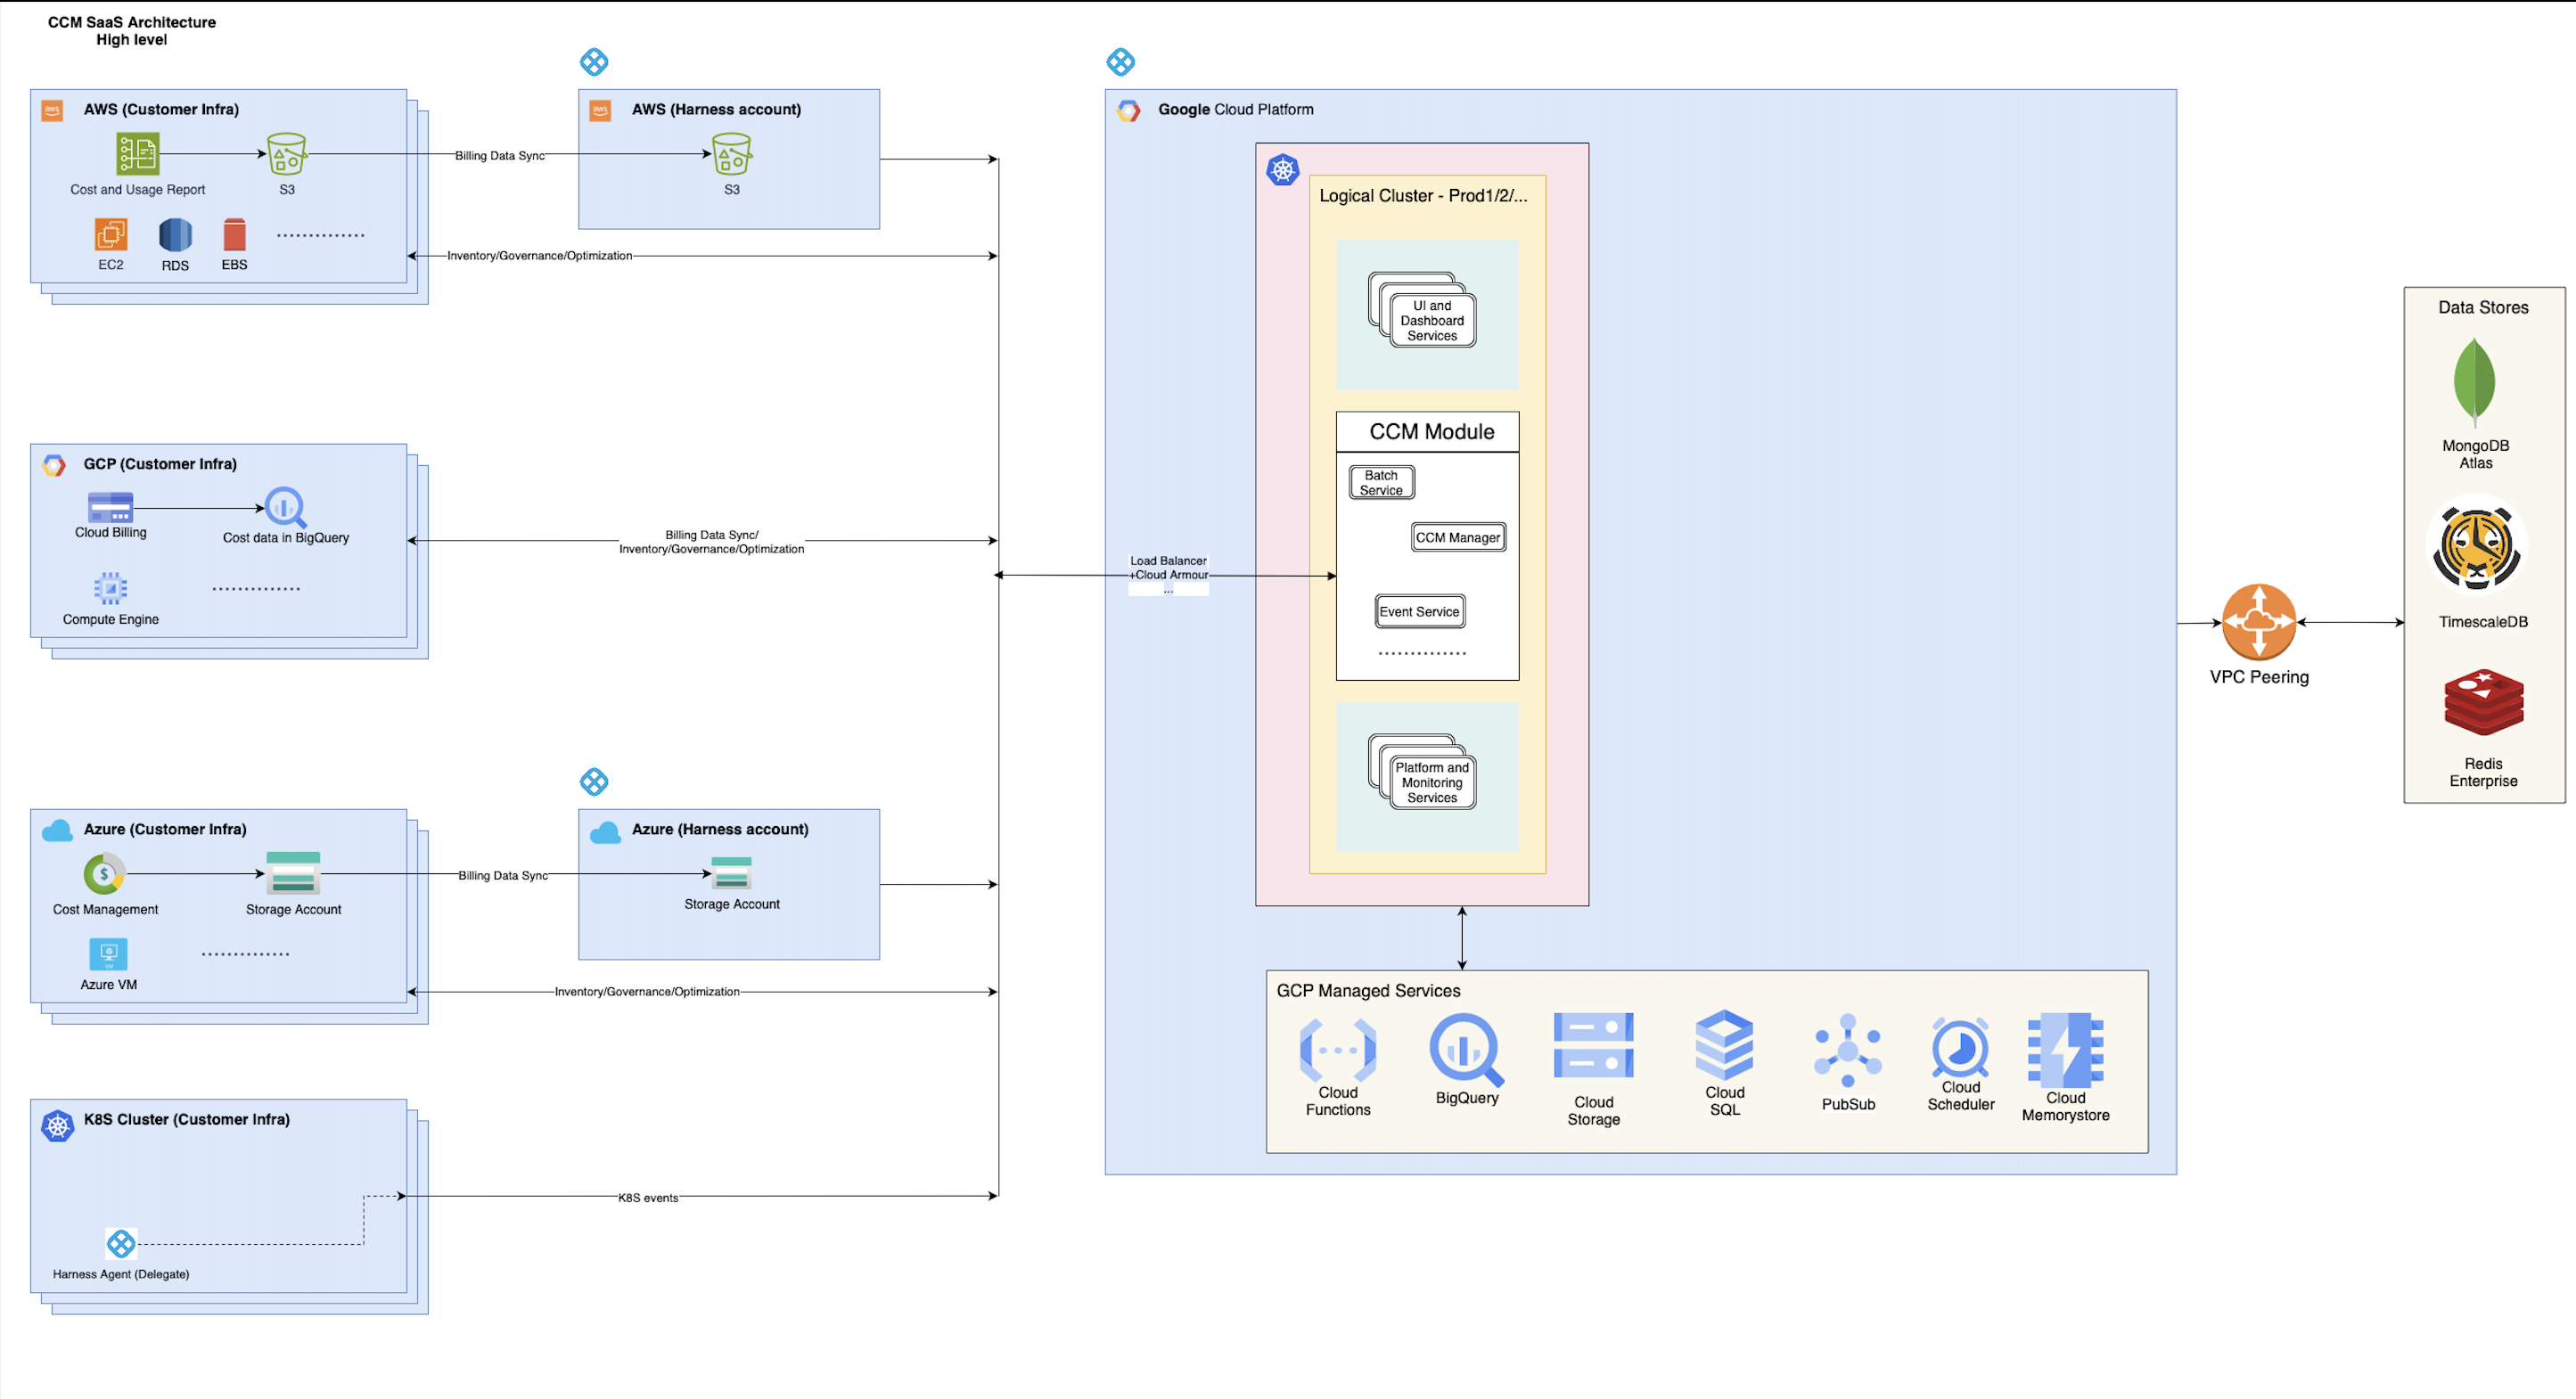 CCM SaaS Architecture
High level
aws
AWS (Customer Infra)
Cost and Usage Report
S3
EC2
RDS
EBS
..............
Billing Data Sync
aws
AWS (Harness account)
S3
Inventory/Governance/Optimization
GCP (Customer Infra)
Cloud Billing
Cost data in BigQuery
Compute Engine
..............
Billing Data Sync/
Inventory/Governance/Optimization
Azure (Customer Infra)
$
Cost Management
Storage Account
Azure VM
..............
Billing Data Sync
Azure (Harness account)
Storage Account
Inventory/Governance/Optimization
K8S Cluster (Customer Infra)
Harness Agent (Delegate)
K8S events
Google Cloud Platform
Load Balancer
+Cloud Armour
...
Logical Cluster - Prod1/2/...
UI and
Dashboard
Services
CCM Module
Batch
Service
CCM Manager
Event Service
..............
Platform and
Monitoring
Services
GCP Managed Services
Cloud
Functions
BigQuery
Cloud
Storage
Cloud
SQL
PubSub
Cloud
Scheduler
Cloud
Memorystore
VPC Peering
Data Stores
MongoDB
Atlas
TimescaleDB
Redis
Enterprise